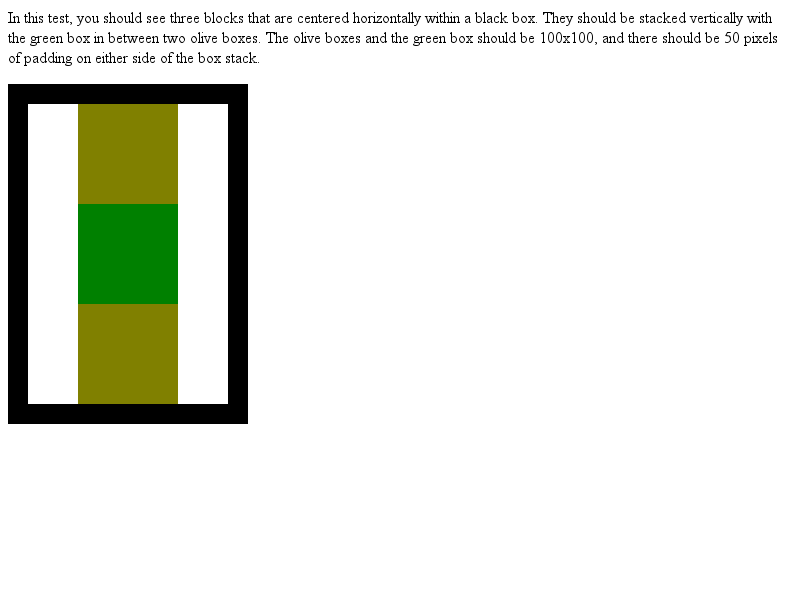 In this test, you should see three blocks that are centered horizontally within a black box. They should be stacked vertically with
the green box in between two olive boxes. The olive boxes and the green box should be 100x100, and there should be 50 pixels
of padding on either side of the box stack.